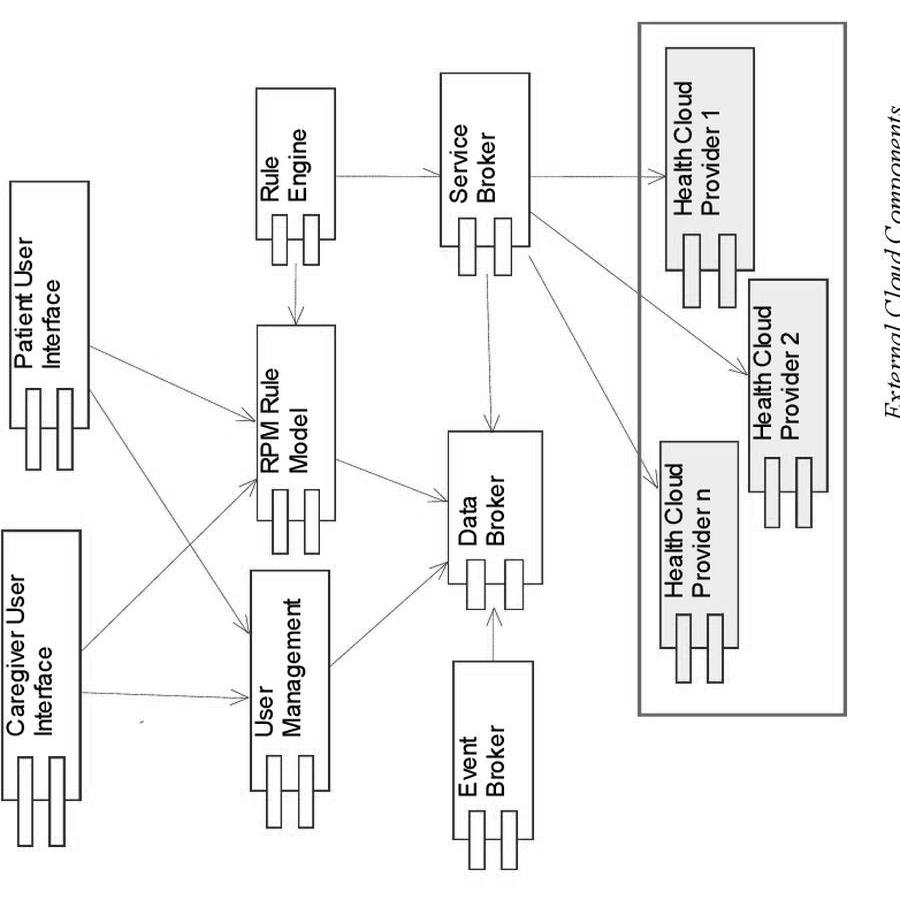 Caregiver User
Interface
Patient User
Interface
User
Management
RPM Rule
Model
Rule
Engine
Event
Broker
Data
Broker
Service
Broker
Health Cloud
Provider n
Health Cloud
Provider 2
Health Cloud
Provider 1
External Cloud Components